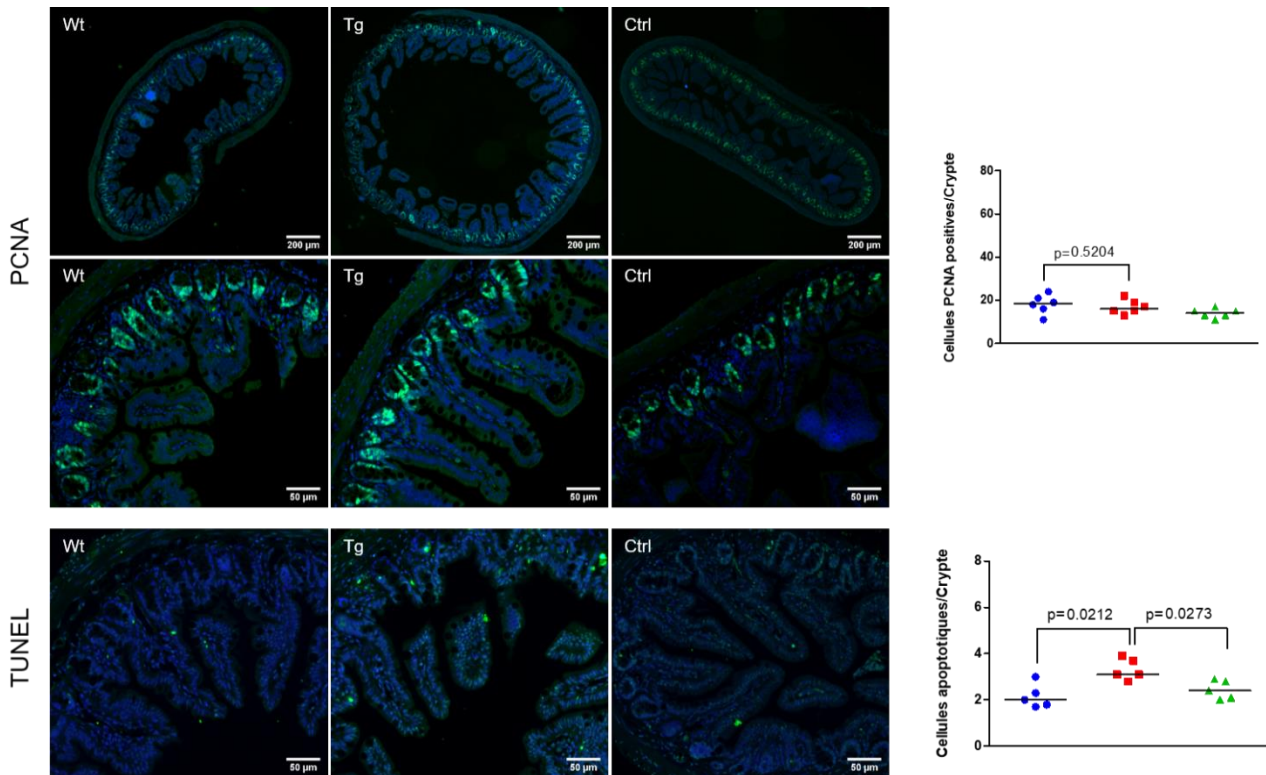 PCNA
Wt
Tg
Ctrl
200 µm
200 µm
200 µm
Wt
Tg
Ctrl
50 µm
50 µm
50 µm
Cellules PCNA positives/Crypte
80
60
40
20
0
p=0.5204
TUNEL
Wt
Tg
Ctrl
50 µm
50 µm
50 µm
Cellules apoptotiques/Crypte
8
6
4
2
0
p=0.0212
p=0.0273